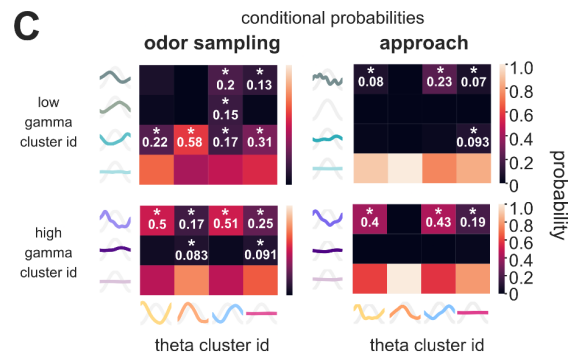 C
conditional probabilities
odor sampling
approach
low
gamma
cluster id
* 0.2
* 0.13
* 0.15
* 0.22
* 0.58
* 0.17
* 0.31
* 0.08
* 0.23
* 0.07
* 0.093
1.0
0.8
0.6
0.4
0.2
0
probability
high
gamma
cluster id
* 0.5
* 0.17
* 0.51
* 0.25
* 0.083
* 0.091
* 0.4
* 0.43
* 0.19
1.0
0.8
0.6
0.4
0.2
0
theta cluster id
theta cluster id